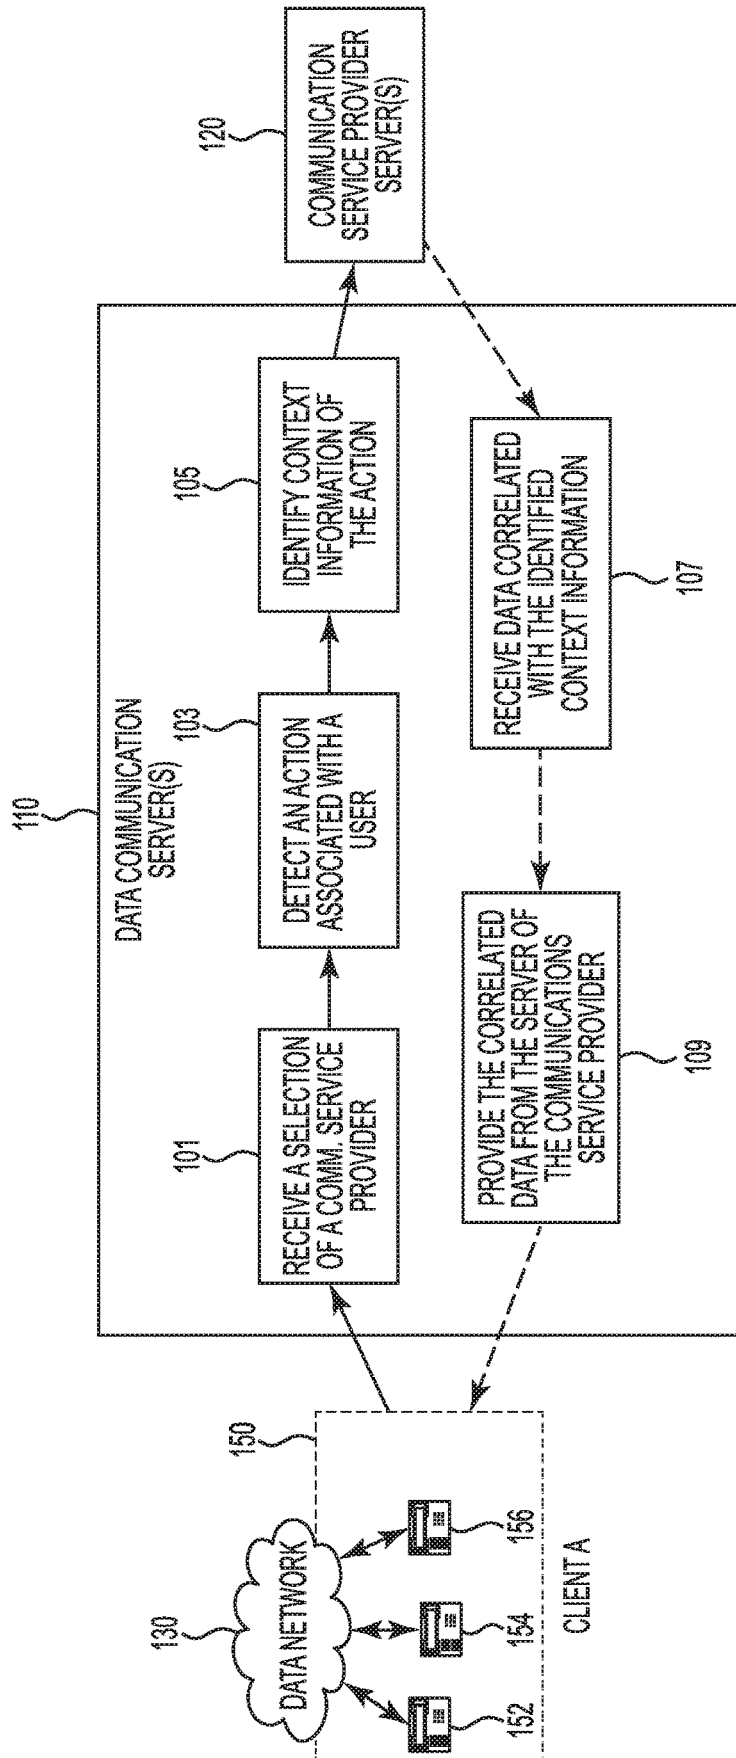 130
DATA NETWORK
150
152
154
156
CLIENT A
110
DATA COMMUNICATION
SERVER(S)
101
RECEIVE A SELECTION
OF A COMM. SERVICE
PROVIDER
103
DETECT AN ACTION
ASSOCIATED WITH A
USER
105
IDENTIFY CONTEXT
INFORMATION OF
THE ACTION
120
COMMUNICATION
SERVICE PROVIDER
SERVER(S)
RECEIVE DATA CORRELATED
WITH THE IDENTIFIED
CONTEXT INFORMATION
107
PROVIDE THE CORRELATED
DATA FROM THE SERVER OF
THE COMMUNICATIONS
SERVICE PROVIDER
109